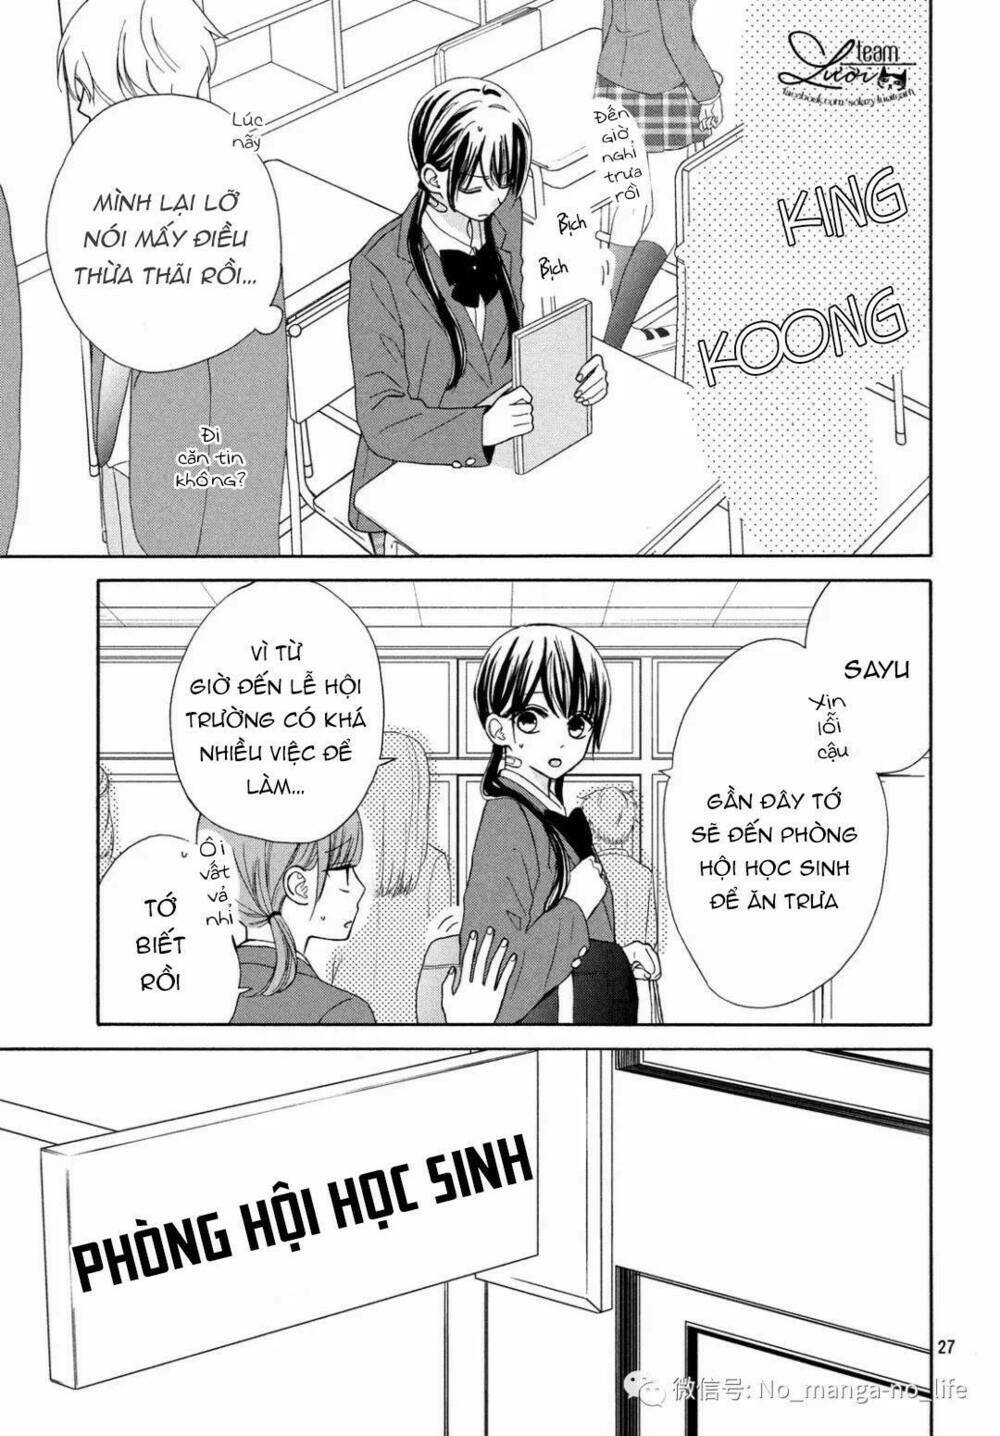 team
Lười
KING
KOONG
Đến
giờ
nghỉ
trưa
rồi
Bịch
Bịch
Lúc
nãy
MÌNH LẠI LỠ
NÓI MẤY ĐIỀU
THỪA THÃI RỒI...
Đi
căn tin
không?
SAYU
Xin
lỗi
cậu
GẦN ĐÂY TỚ
SẼ ĐẾN PHÒNG
HỘI HỌC SINH
ĐỂ ĂN TRƯA
VÌ TỪ
GIỜ ĐẾN LỄ HỘI
TRƯỜNG CÓ KHÁ
NHIỀU VIỆC ĐỂ
LÀM...
Ôi
vất
vả
nhỉ
TỚ
BIẾT
RỒI
PHÒNG HỘI HỌC SINH
27
微信号: No_manga-no_life